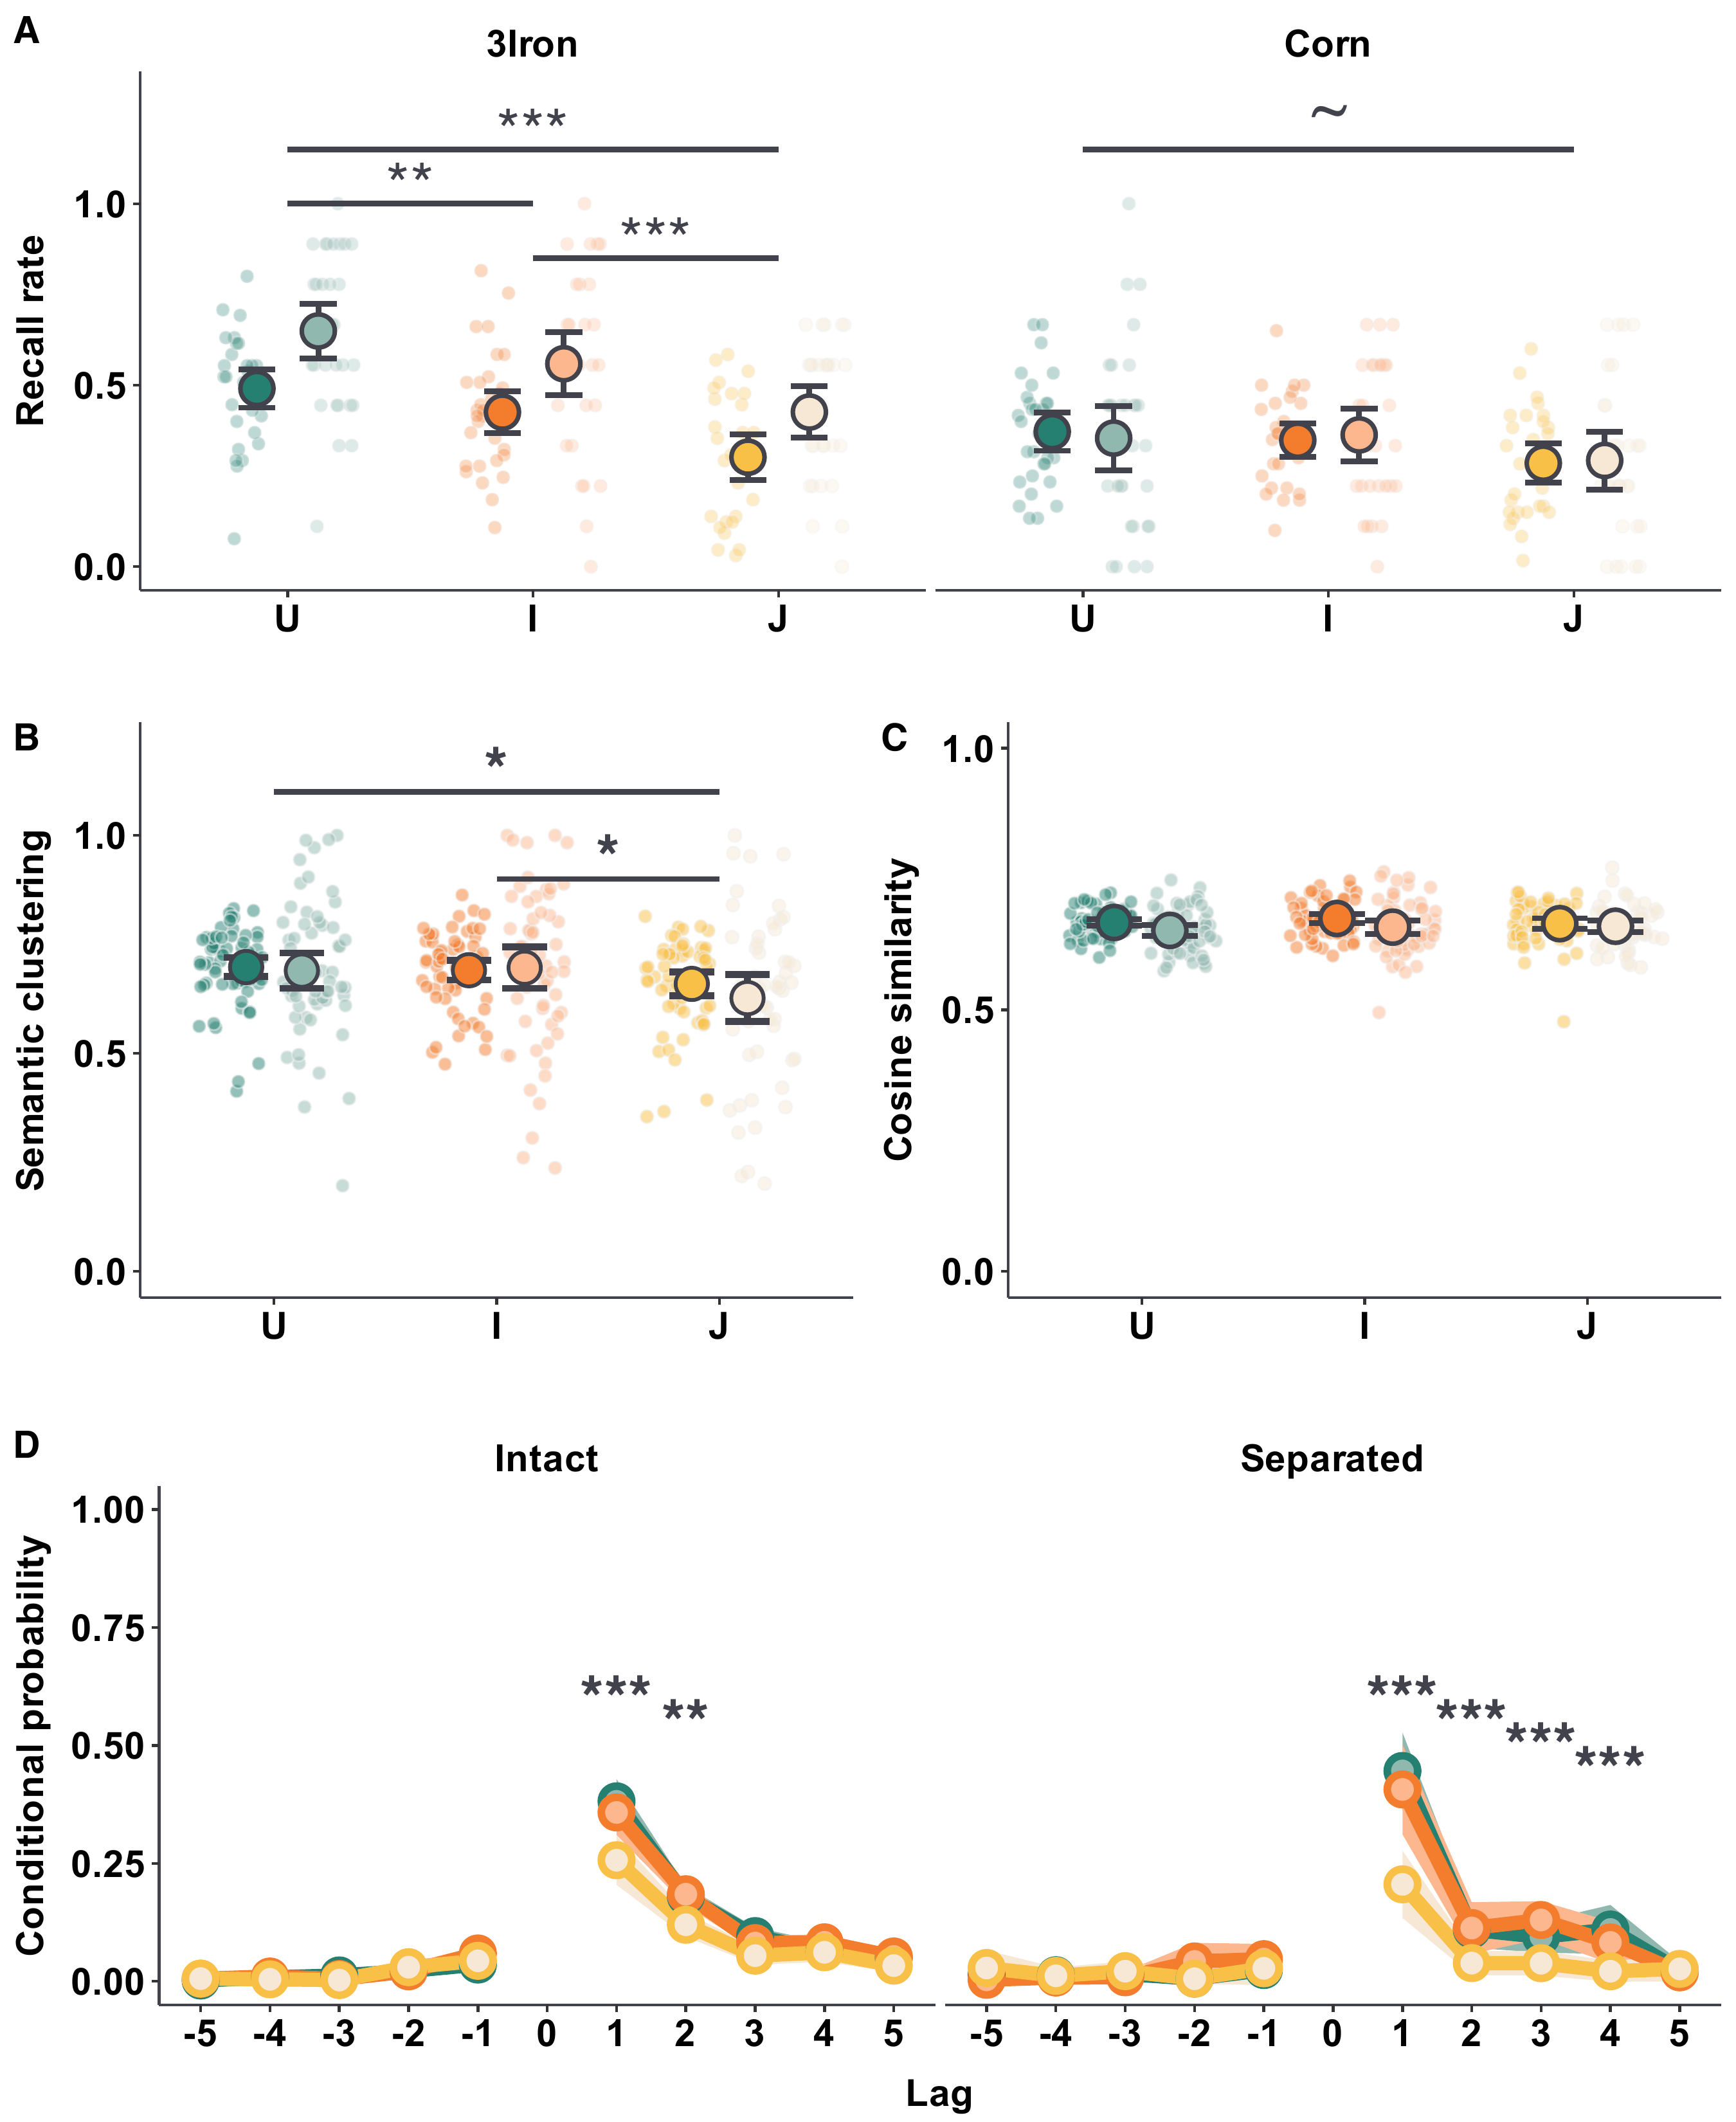 A
3Iron
Corn
***
~
**
***
Recall rate
1.0
0.5
0.0
U I J
U I J
B
C
*
*
Semantic clustering
1.0
0.5
0.0
U I J
Cosine similarity
1.0
0.5
0.0
U I J
D
Intact
Separated
Conditional probability
1.00
0.75
0.50
0.25
0.00
***
**
***
***
***
***
-5 -4 -3 -2 -1 0 1 2 3 4 5
-5 -4 -3 -2 -1 0 1 2 3 4 5
Lag